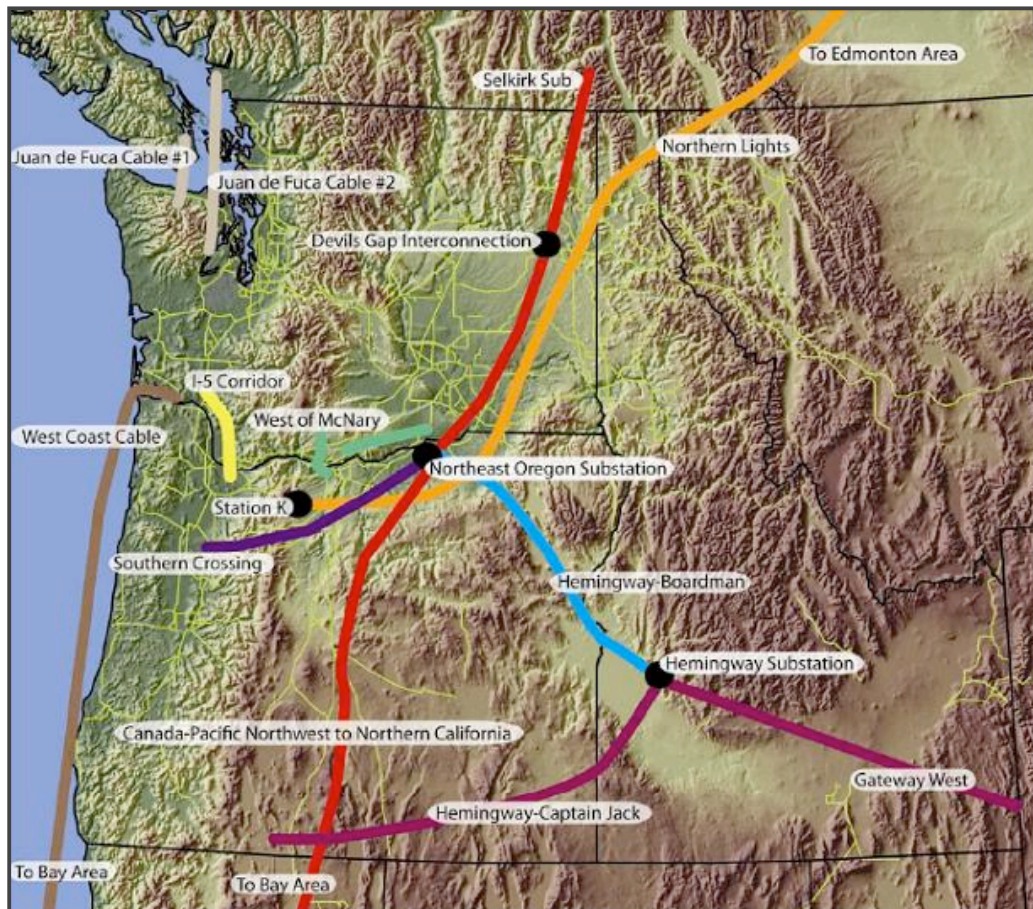 To Edmonton Area
Selkirk Sub
Northern Lights
Juan de Fuca Cable #1
Juan de Fuca Cable #2
Devils Gap Interconnection
I-5 Corridor
West of McNary
West Coast Cable
Northeast Oregon Substation
Station K
Southern Crossing
Hemingway-Boardman
Hemingway Substation
Canada-Pacific Northwest to Northern California
Gateway West
Hemingway-Captain Jack
To Bay Area
To Bay Area